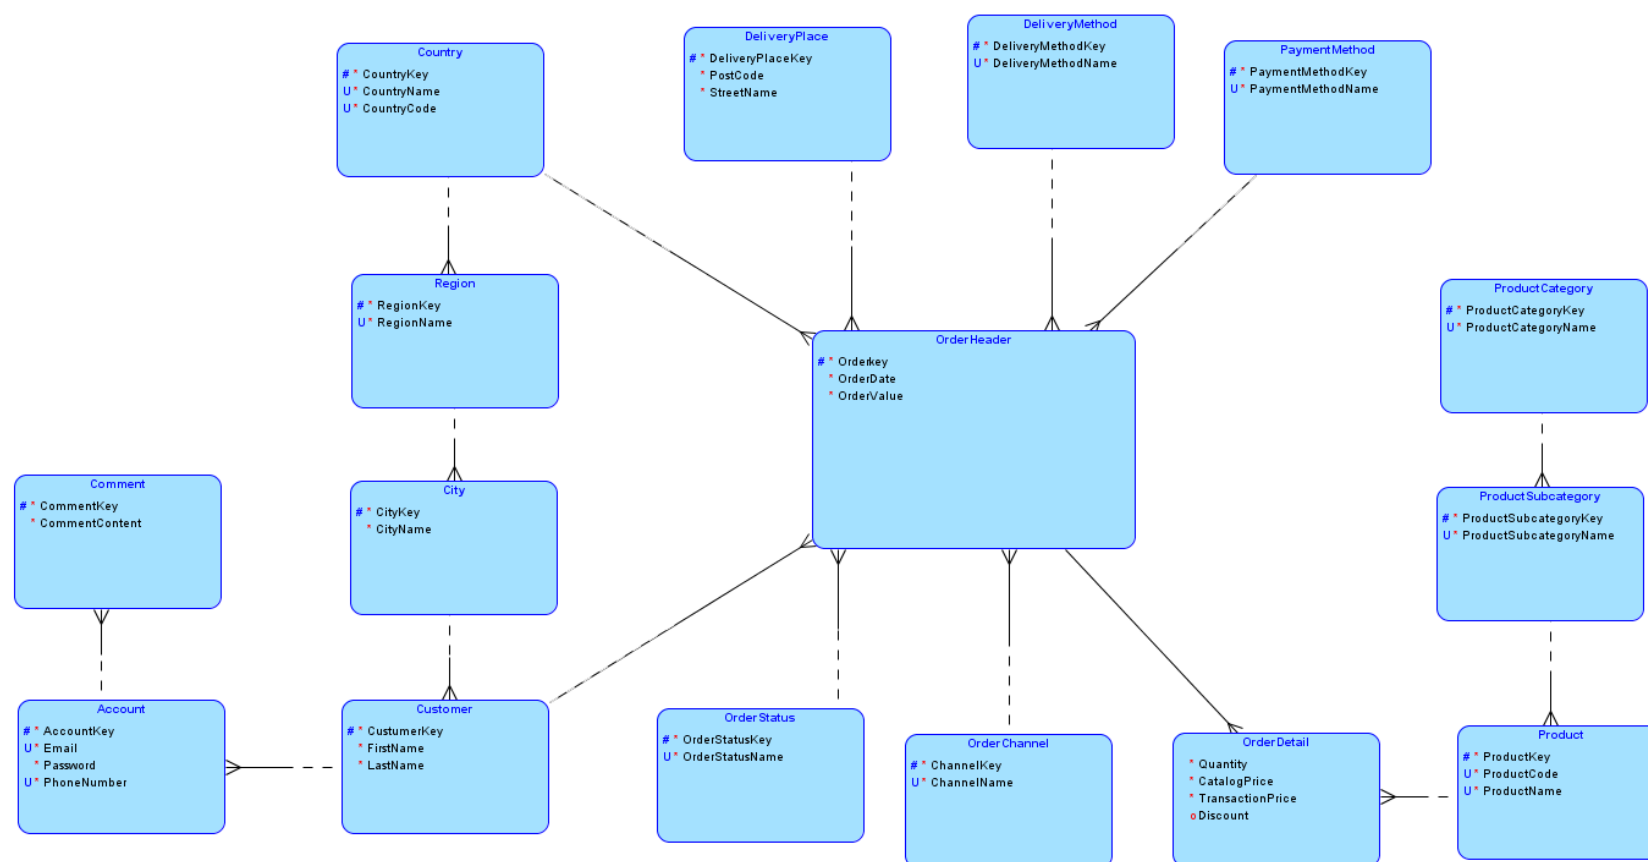 Country
# * CountryKey
U * CountryName
U * CountryCode
DeliveryPlace
# * DeliveryPlaceKey
* PostCode
* StreetName
DeliveryMethod
# * DeliveryMethodKey
U * DeliveryMethodName
PaymentMethod
# * PaymentMethodKey
U * PaymentMethodName
Region
# * RegionKey
U * RegionName
OrderHeader
# * Orderkey
* OrderDate
* OrderValue
ProductCategory
# * ProductCategoryKey
U * ProductCategoryName
Comment
# * CommentKey
* CommentContent
City
# * CityKey
* CityName
ProductSubcategory
# * ProductSubcategoryKey
U * ProductSubcategoryName
Account
# * AccountKey
U * Email
* Password
U * PhoneNumber
Customer
# * CustumerKey
* FirstName
* LastName
OrderStatus
# * OrderStatusKey
U * OrderStatusName
OrderChannel
# * ChannelKey
U * ChannelName
OrderDetail
* Quantity
* CatalogPrice
* TransactionPrice
o Discount
Product
# * ProductKey
U * ProductCode
U * ProductName